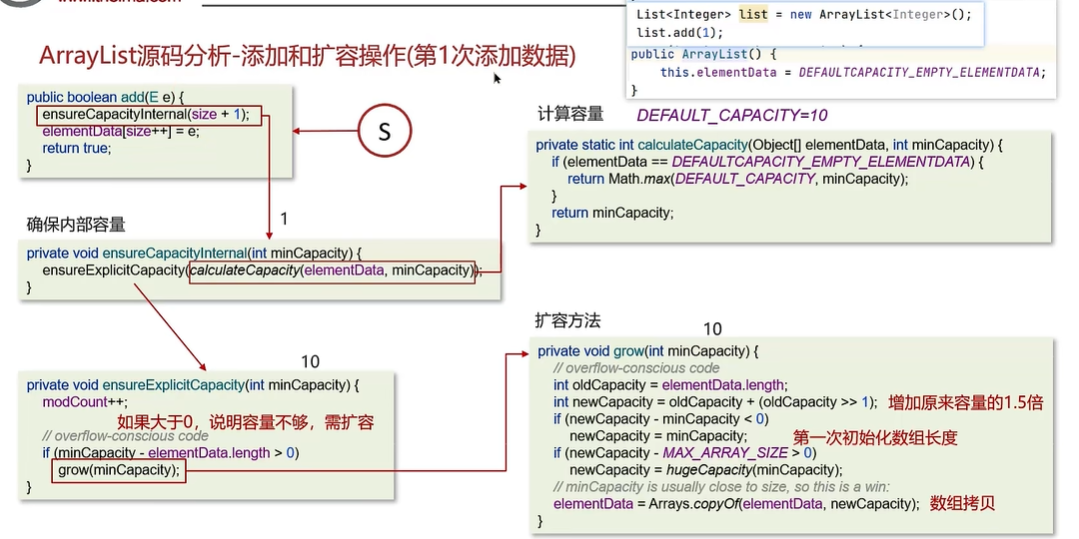 List<Integer> list = new ArrayList<Integer>();
list.add(1);
public ArrayList() {
this.elementData = DEFAULTCAPACITY_EMPTY_ELEMENTDATA;
}
ArrayList源码分析-添加和扩容操作(第1次添加数据)
public boolean add(E e) {
ensureCapacityInternal(size + 1);
elementData[size++] = e;
return true;
}
S
计算容量
DEFAULT_CAPACITY=10
private static int calculateCapacity(Object[] elementData, int minCapacity) {
if (elementData == DEFAULTCAPACITY_EMPTY_ELEMENTDATA) {
return Math.max(DEFAULT_CAPACITY, minCapacity);
}
return minCapacity;
}
1
确保内部容量
private void ensureCapacityInternal(int minCapacity) {
ensureExplicitCapacity(calculateCapacity(elementData, minCapacity));
}
10
private void ensureExplicitCapacity(int minCapacity) {
modCount++;
如果大于0，说明容量不够，需扩容
// overflow-conscious code
if (minCapacity - elementData.length > 0)
grow(minCapacity);
}
扩容方法
10
private void grow(int minCapacity) {
// overflow-conscious code
int oldCapacity = elementData.length;
int newCapacity = oldCapacity + (oldCapacity >> 1); 增加原来容量的1.5倍
if (newCapacity - minCapacity < 0)
newCapacity = minCapacity; 第一次初始化数组长度
if (newCapacity - MAX_ARRAY_SIZE > 0)
newCapacity = hugeCapacity(minCapacity);
// minCapacity is usually close to size, so this is a win:
elementData = Arrays.copyOf(elementData, newCapacity); 数组拷贝
}